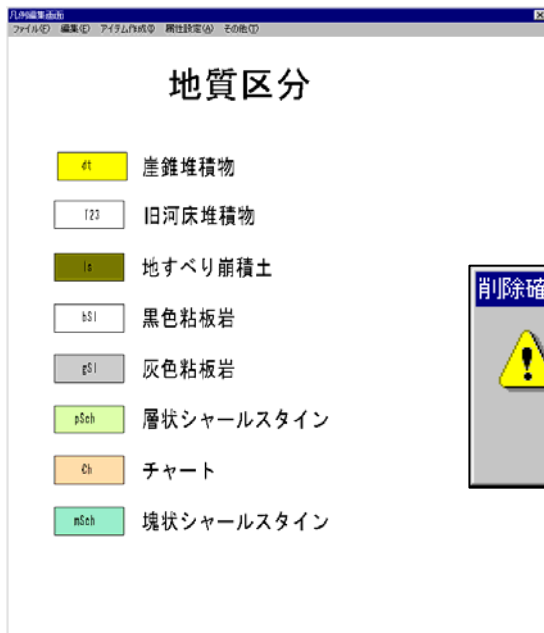 凡例編集画面
ファイル(F) 編集(E) アイテム作成(I) 属性設定(A) その他(T)
地質区分
dt 崖錐堆積物
f23 旧河床堆積物
ls 地すべり崩積土
bSl 黒色粘板岩
gSl 灰色粘板岩
pSch 層状シャールスタイン
Ch チャート
mSch 塊状シャールスタイン
削除確